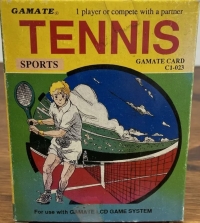 GAMATE® 1 player or compete with a partner
TENNIS
SPORTS
GAMATE CARD
C1-023
For use with GAMATE LCD GAME SYSTEM